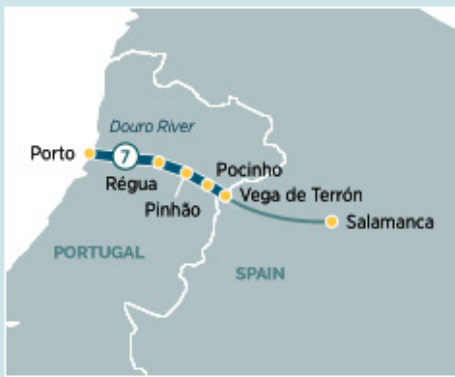 Douro River
Porto
7
Régua
Pinhão
Pocinho
Vega de Terrón
Salamanca
PORTUGAL
SPAIN